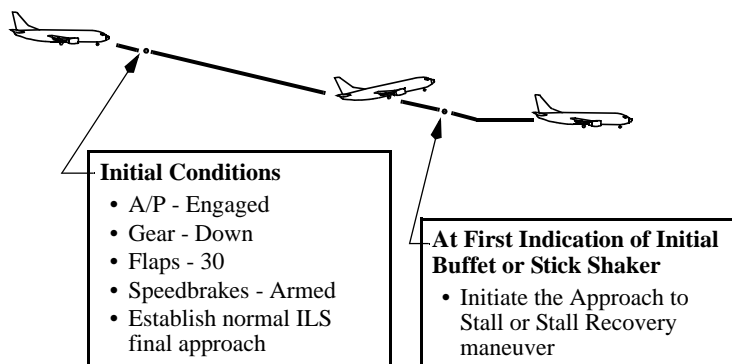 Initial Conditions
• A/P - Engaged
• Gear - Down
• Flaps - 30
• Speedbrakes - Armed
• Establish normal ILS
final approach
At First Indication of Initial
Buffet or Stick Shaker
• Initiate the Approach to
Stall or Stall Recovery
maneuver